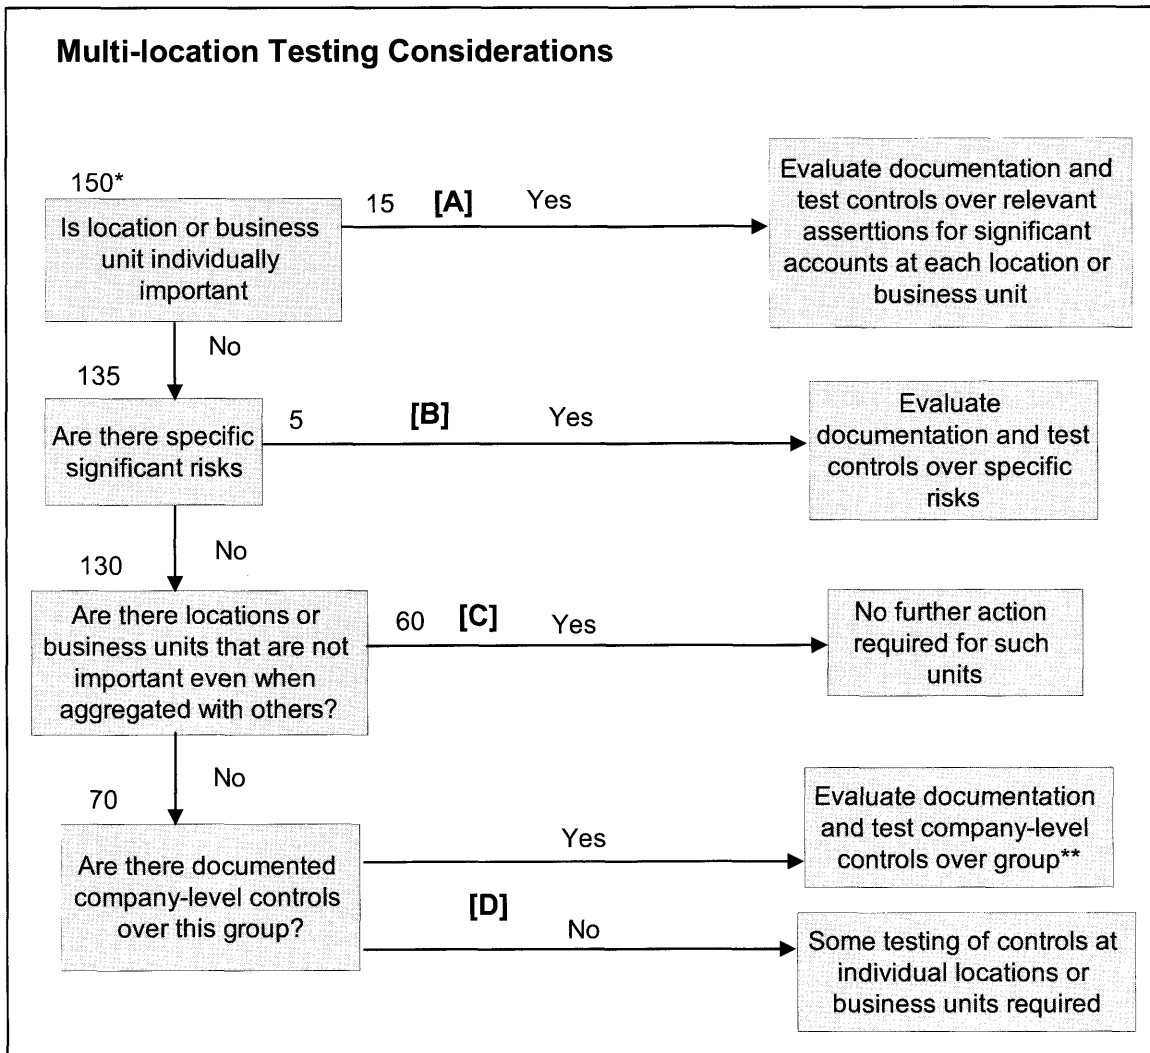 Multi-location Testing Considerations
150*
Is location or business
unit individually
important
15 [A] Yes
Evaluate documentation and
test controls over relevant
asserttions for significant
accounts at each location or
business unit
No
135
Are there specific
significant risks
5 [B] Yes
Evaluate
documentation and test
controls over specific
risks
No
130
Are there locations or
business units that are not
important even when
aggregated with others?
60 [C] Yes
No further action
required for such
units
No
70
Are there documented
company-level controls
over this group?
Yes
Evaluate documentation
and test company-level
controls over group**
[D]
No
Some testing of controls at
individual locations or
business units required